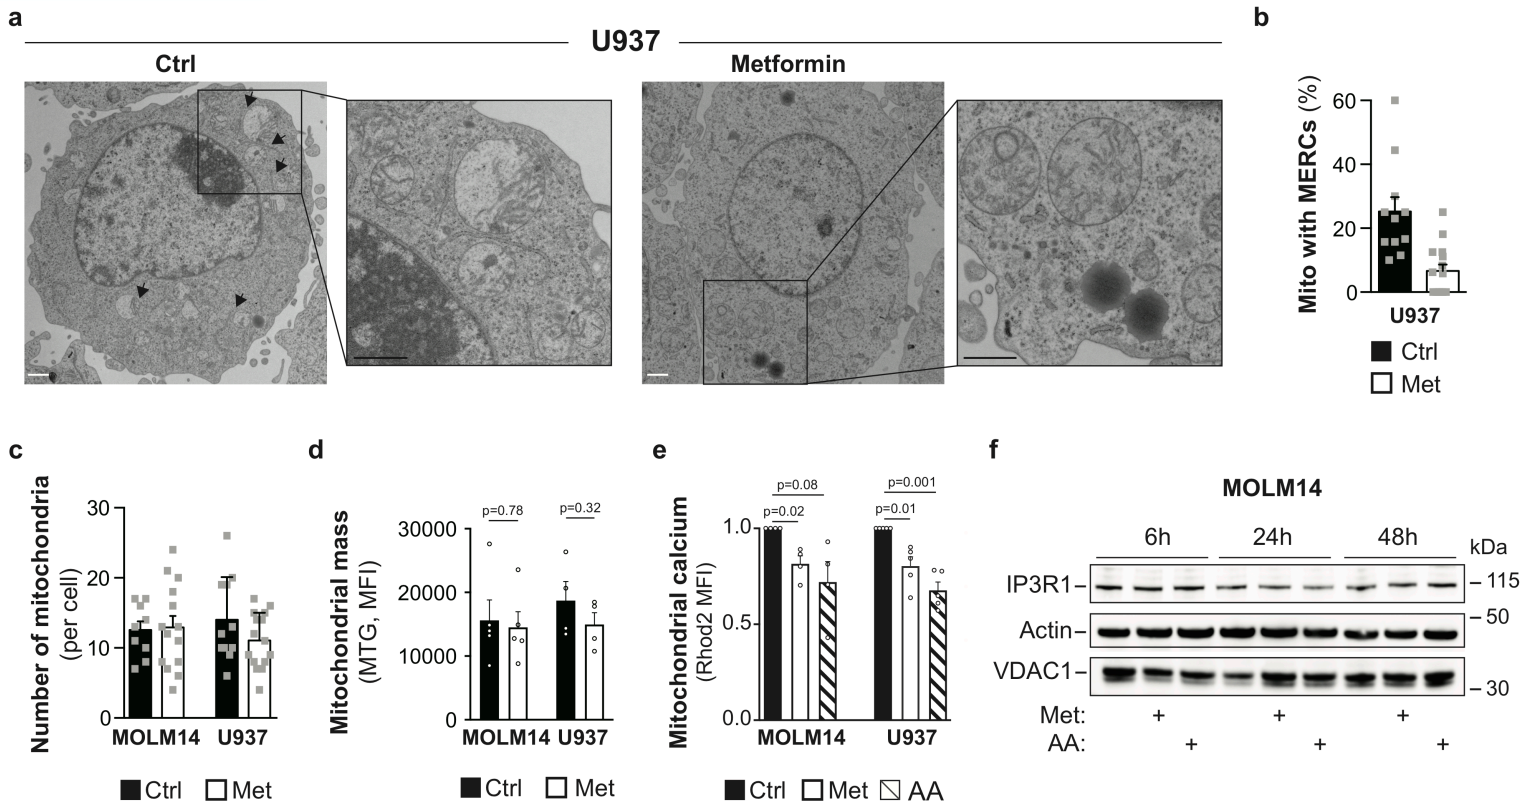 a
U937
Ctrl
Metformin
b
Mito with MERCs (%)
60
40
20
0
U937
Ctrl
Met
c
Number of mitochondria
(per cell)
30
20
10
0
MOLM14 U937
Ctrl Met
d
Mitochondrial mass
(MTG, MFI)
30000
20000
10000
0
p=0.78
p=0.32
MOLM14 U937
Ctrl Met
e
Mitochondrial calcium
(Rhod2 MFI)
1.0
0.5
0.0
p=0.08
p=0.02
p=0.001
p=0.01
MOLM14 U937
Ctrl Met AA
f
MOLM14
6h 24h 48h
kDa
IP3R1 115
50
Actin
VDAC1
30
Met: + + +
AA: + + +